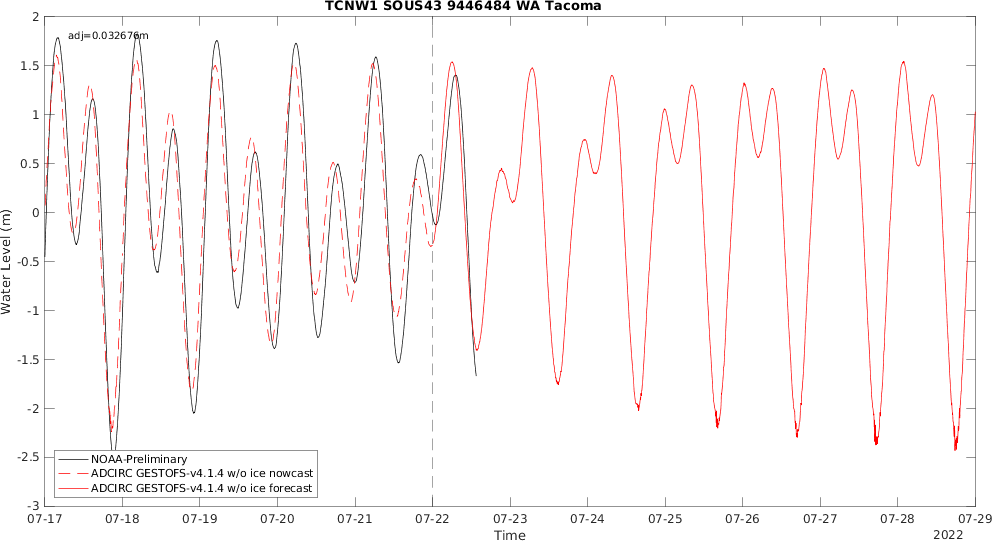 TCNW1 SOUS43 9446484 WA Tacoma
adj=0.032676m
2
1.5
1
0.5
0
-0.5
-1
-1.5
-2
-2.5
-3
Water Level (m)
NOAA-Preliminary
ADCIRC GESTOFS-v4.1.4 w/o ice nowcast
ADCIRC GESTOFS-v4.1.4 w/o ice forecast
07-17 07-18 07-19 07-20 07-21 07-22 07-23 07-24 07-25 07-26 07-27 07-28 07-29
Time
2022